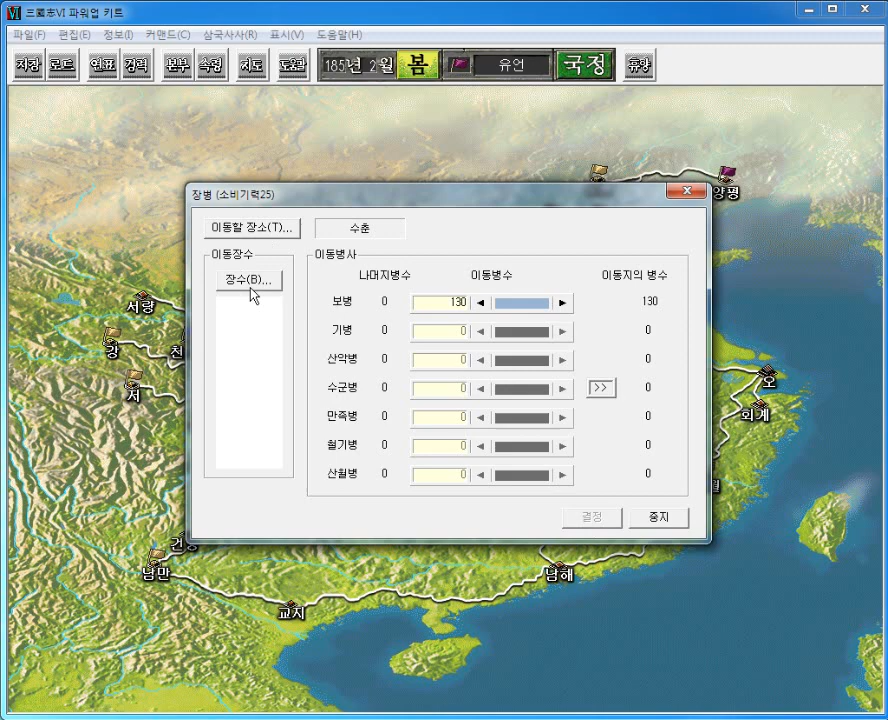 三國志VI 파워업 키트
파일(F) 편집(E) 정보(I) 커맨드(C) 삼국사사(R) 표시(V) 도움말(H)
저장 로드 연표 경력 본부 속령 지도 도움말 185년 2월 봄 유언 국정 휴양
양평
장병 (소비기력25)
이동할 장소(T)... 수춘
이동장수 이동병사
장수(B)... 나머지병수 이동병수 이동지의 병수
보병 0 130 130
기병 0 0 0
산악병 0 0 0
수군병 0 0 >> 0
만족병 0 0 0
철기병 0 0 0
산월병 0 0 0
결정 중지
서량
강 천
저
오
회계
월
건녕
남만
남해
교지